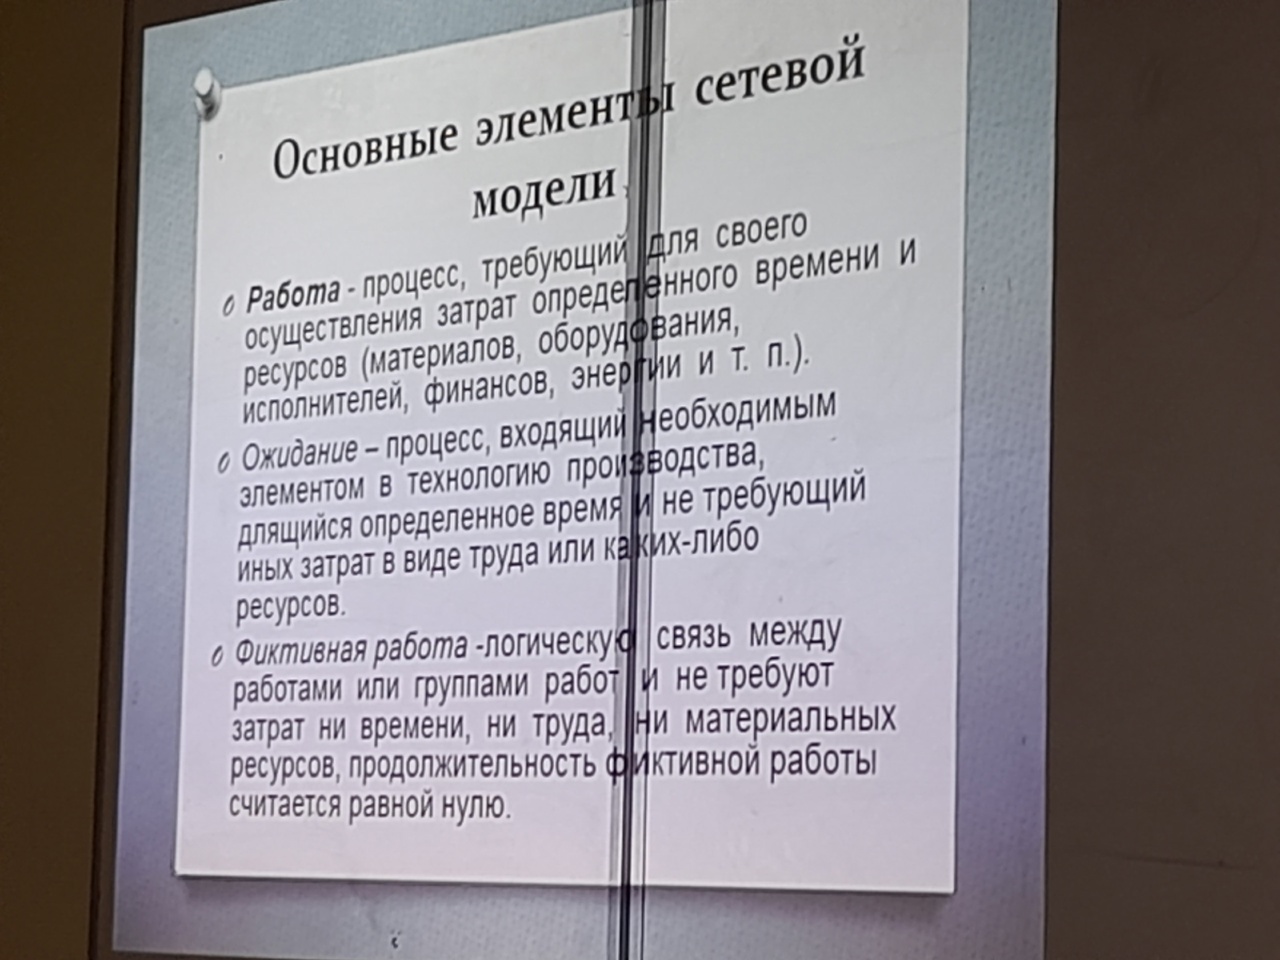 Основные элементы сетевой
модели
Работа - процесс, требующий для своего
осуществления затрат определенного времени и
ресурсов (материалов, оборудования,
исполнителей, финансов, энергии и т. п.).
Ожидание – процесс, входящий необходимым
элементом в технологию производства,
длящийся определенное время и не требующий
иных затрат в виде труда или каких-либо
ресурсов.
Фиктивная работа -логическую связь между
работами или группами работ и не требуют
затрат ни времени, ни труда, ни материальных
ресурсов, продолжительность фиктивной работы
считается равной нулю.